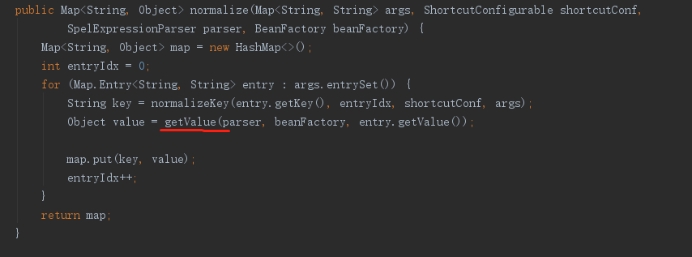 public Map<String, Object> normalize(Map<String, String> args, ShortcutConfigurable shortcutConf,
SpelExpressionParser parser, BeanFactory beanFactory) {
Map<String, Object> map = new HashMap<>();
int entryIdx = 0;
for (Map.Entry<String, String> entry : args.entrySet()) {
String key = normalizeKey(entry.getKey(), entryIdx, shortcutConf, args);
Object value = getValue(parser, beanFactory, entry.getValue());
map.put(key, value);
entryIdx++;
}
return map;
}